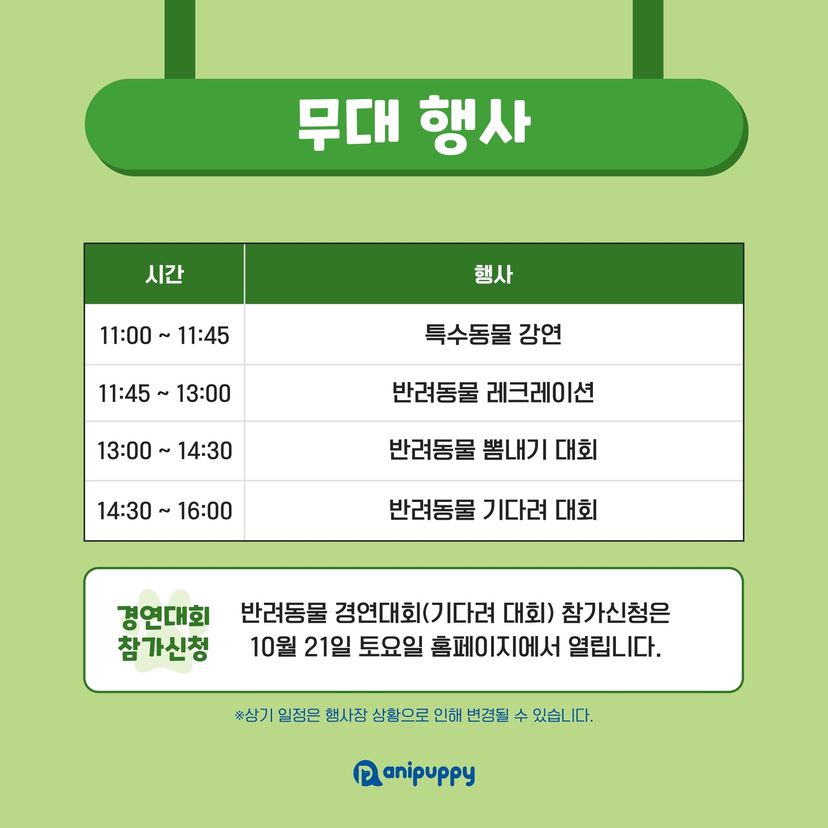 무대 행사
시간 행사
11:00 ~ 11:45 특수동물 강연
11:45 ~ 13:00 반려동물 레크레이션
13:00 ~ 14:30 반려동물 뽐내기 대회
14:30 ~ 16:00 반려동물 기다려 대회
경연대회
참가신청
반려동물 경연대회(기다려 대회) 참가신청은
10월 21일 토요일 홈페이지에서 열립니다.
※상기 일정은 행사장 상황으로 인해 변경될 수 있습니다.
anipuppy